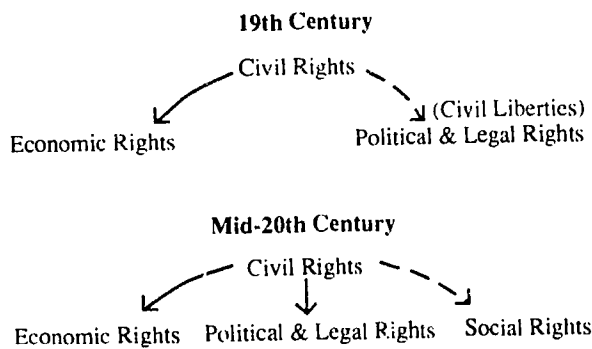 19th Century
Civil Rights
(Civil Liberties)
Economic Rights
Political & Legal Rights
Mid-20th Century
Civil Rights
Economic Rights Political & Legal Rights Social Rights